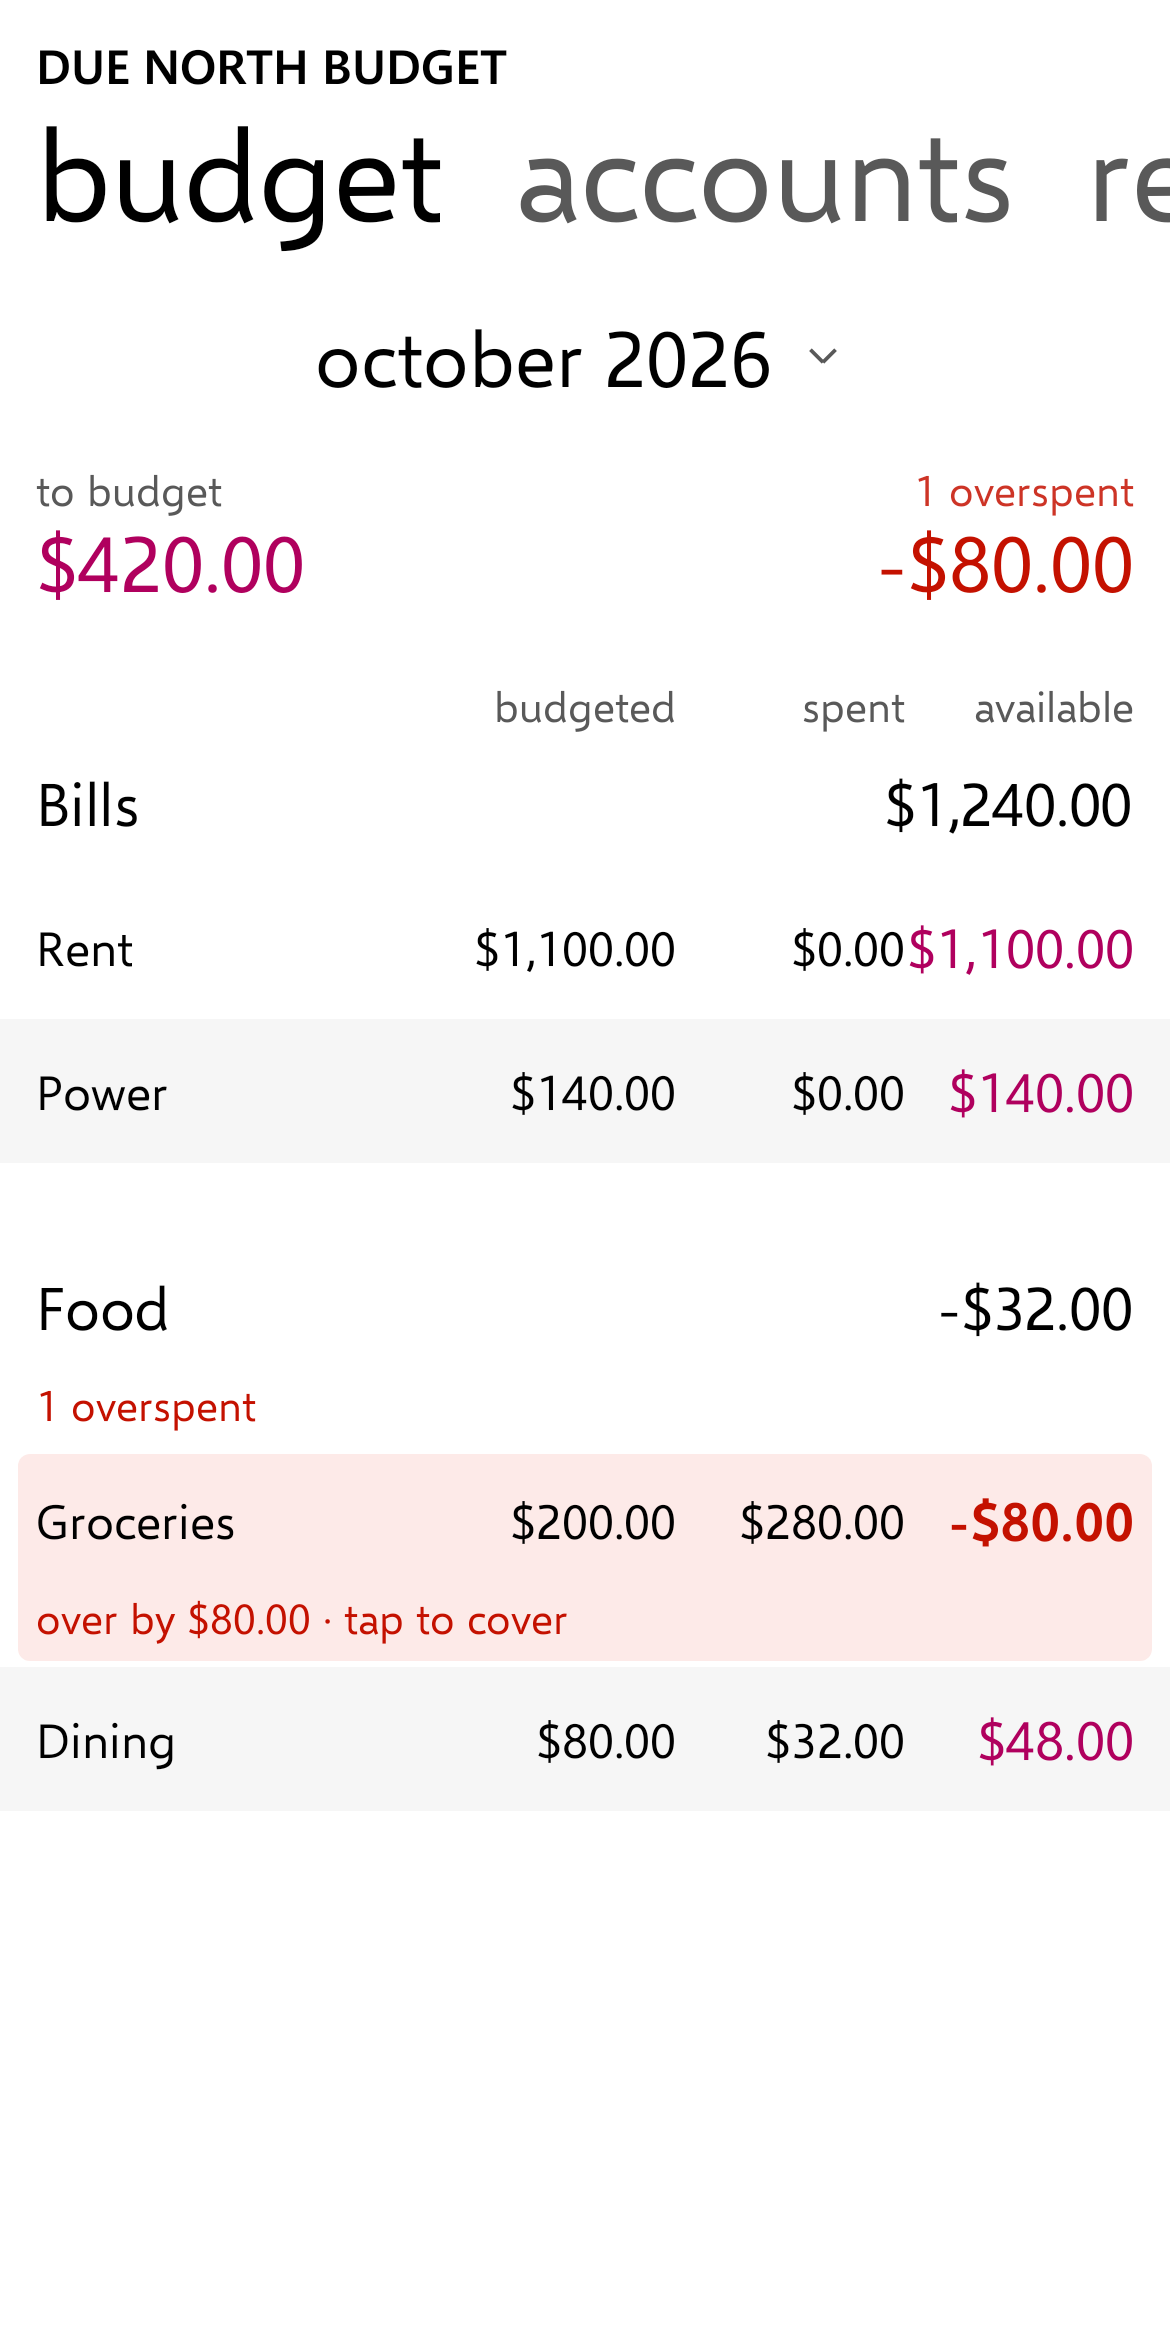 DUE NORTH BUDGET
budget accounts re
october 2026
to budget 1 overspent
$420.00 -$80.00
budgeted spent available
Bills $1,240.00
Rent $1,100.00 $0.00 $1,100.00
Power $140.00 $0.00 $140.00
Food -$32.00
1 overspent
Groceries $200.00 $280.00 -$80.00
over by $80.00 · tap to cover
Dining $80.00 $32.00 $48.00